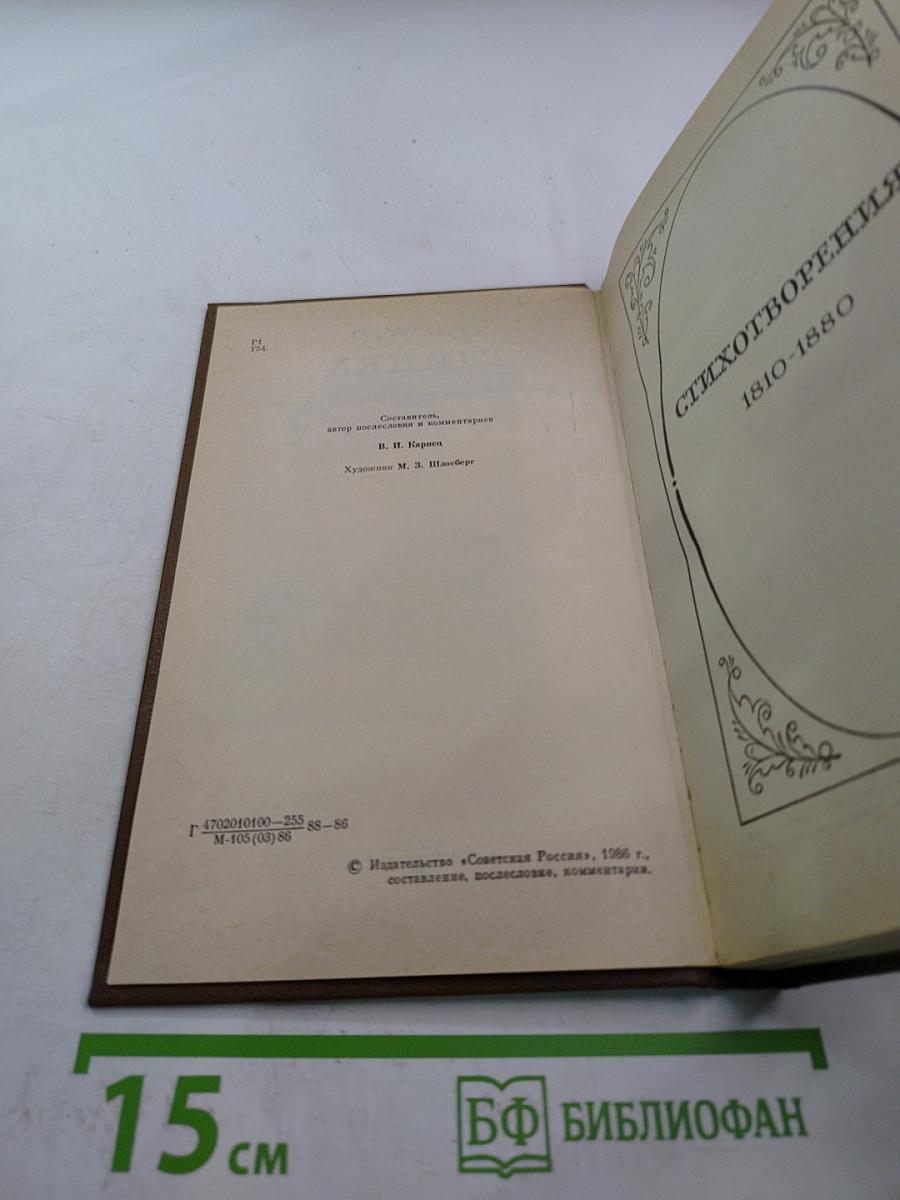 Р1
Г54
Составитель,
автор послесловия и комментариев
В. И. Карпец
Художник М. З. Шлосберг
Г 4702010100—255 88—86
М-105(03)86
© Издательство «Советская Россия», 1986 г.,
составление, послесловие, комментарии.
СТИХОТВОРЕНИЯ
1810-1880
15 см
БФ БИБЛИОФАН